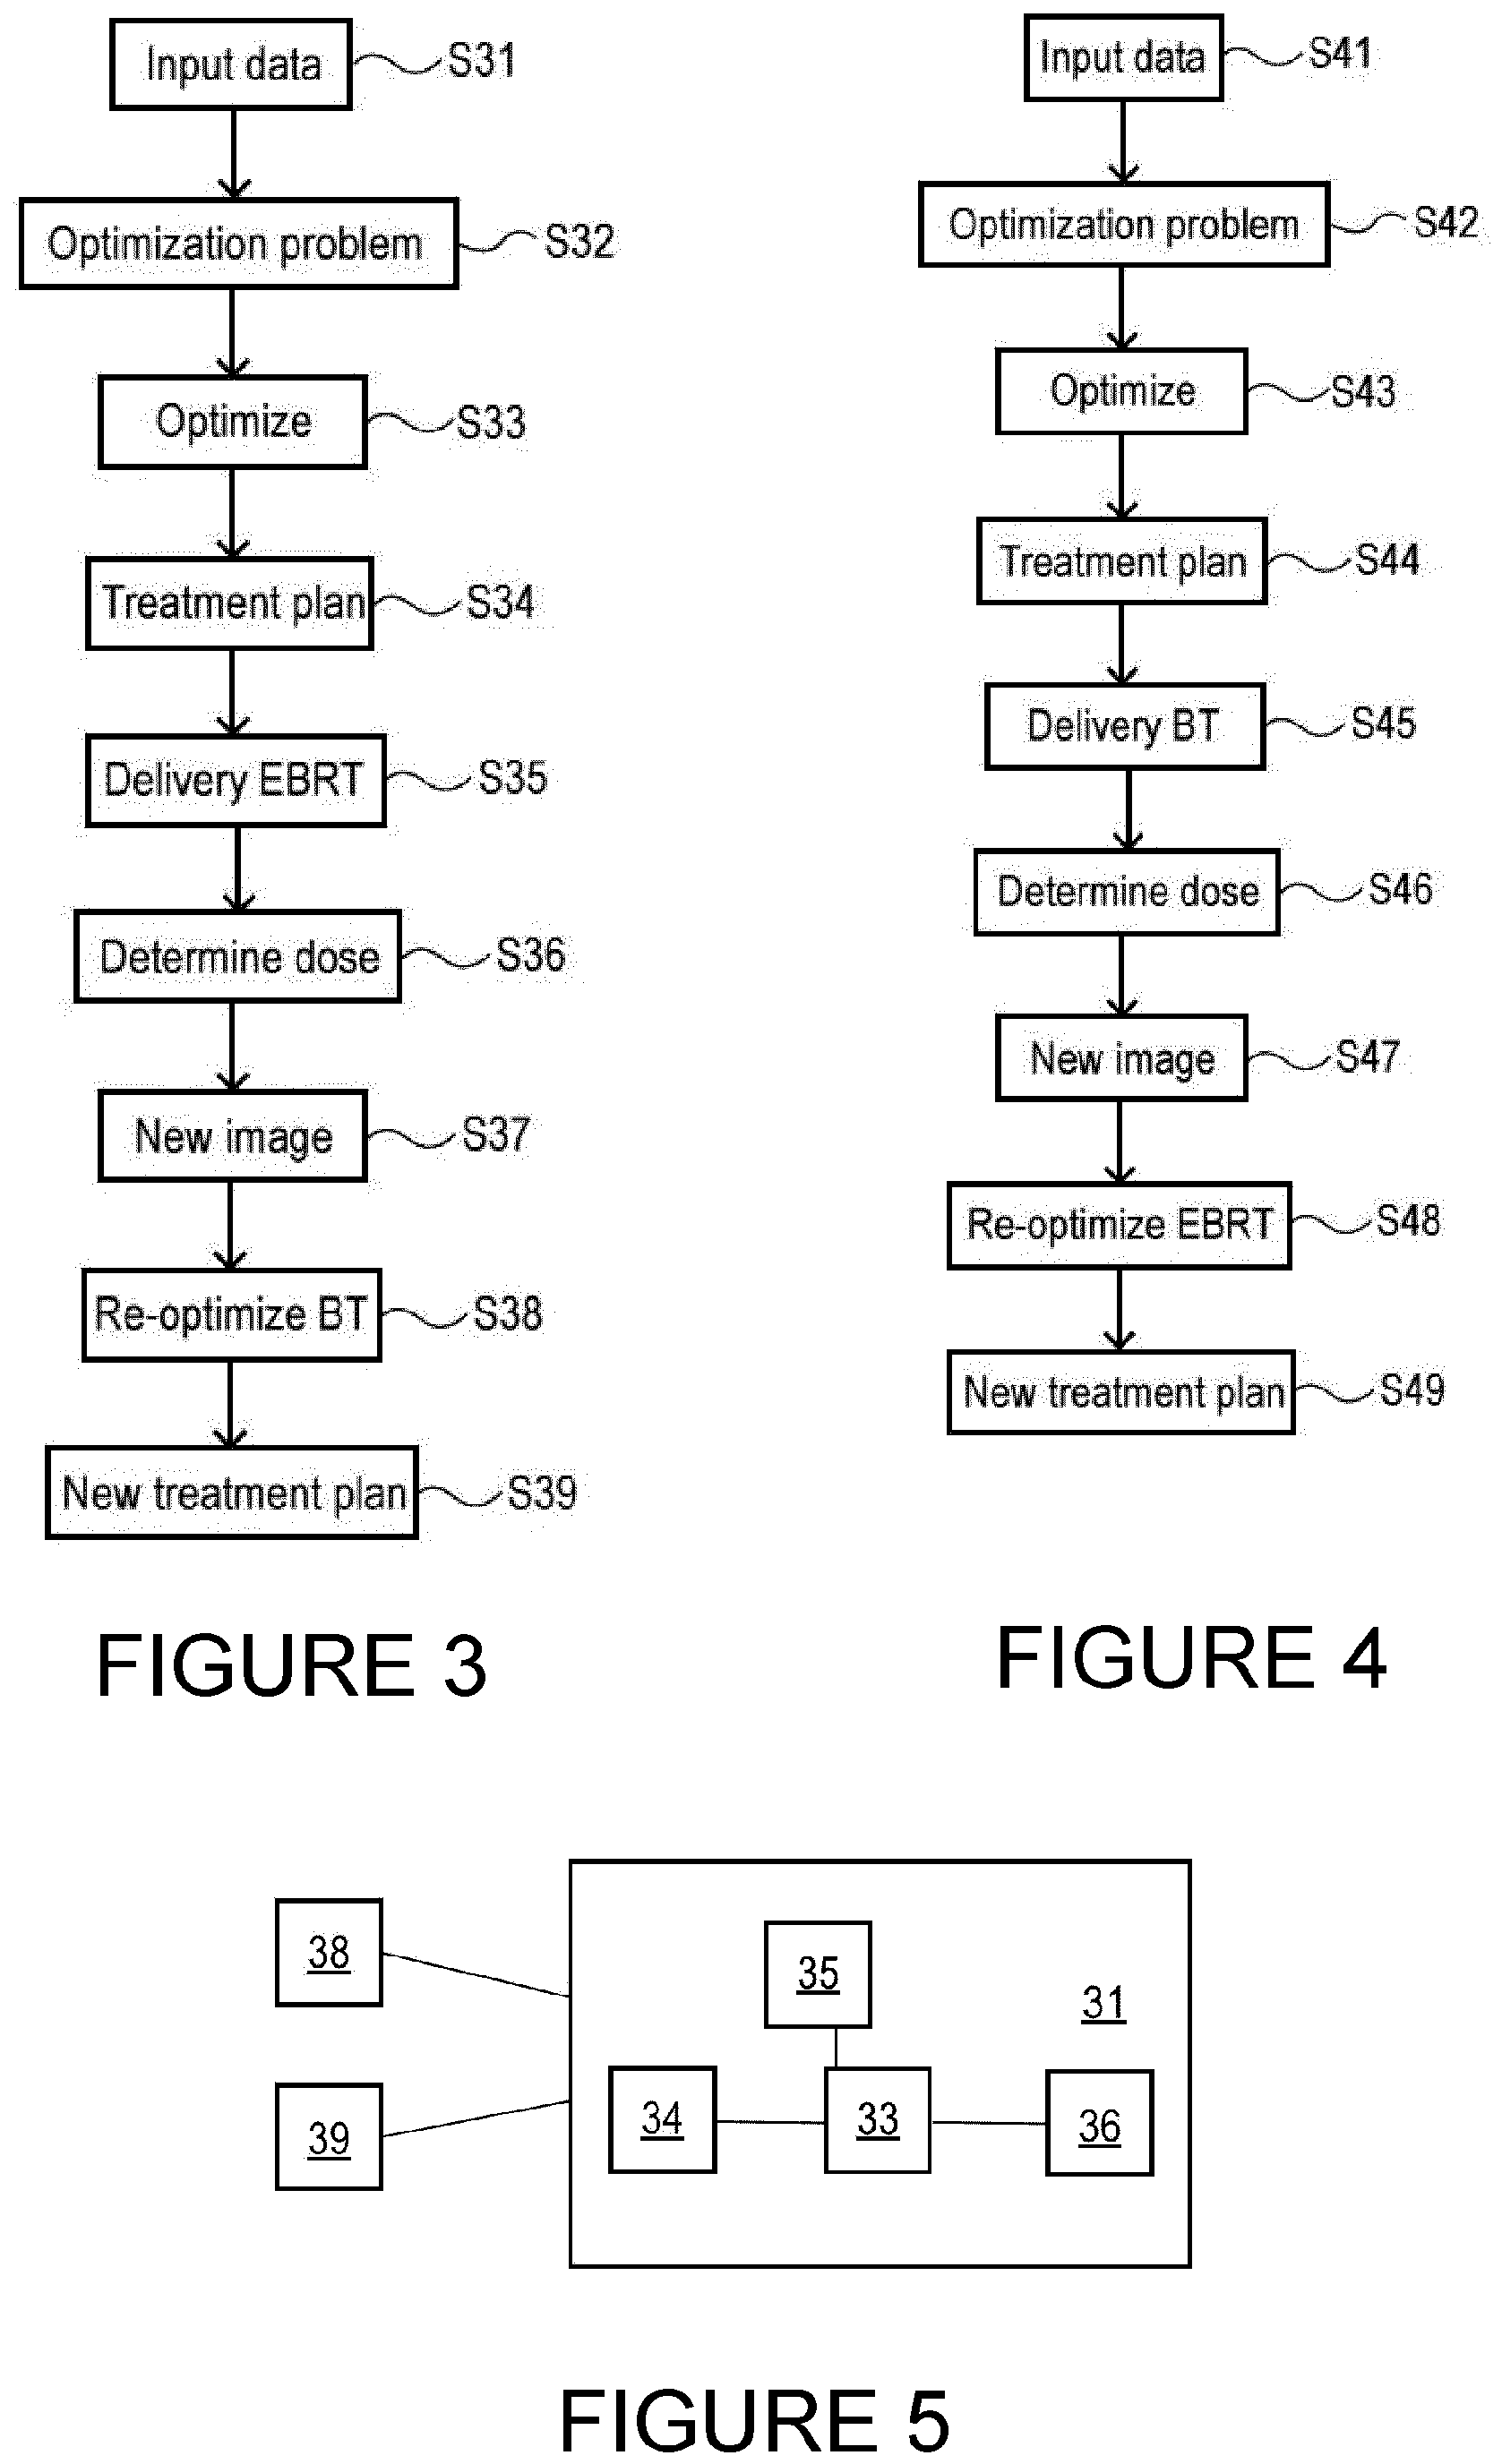 Input data S31
Optimization problem S32
Optimize S33
Treatment plan S34
Delivery EBRT S35
Determine dose S36
New image S37
Re-optimize BT S38
New treatment plan S39
FIGURE 3
Input data S41
Optimization problem S42
Optimize S43
Treatment plan S44
Delivery BT S45
Determine dose S46
New image S47
Re-optimize EBRT S48
New treatment plan S49
FIGURE 4
38
35
31
39
34
33
36
FIGURE 5